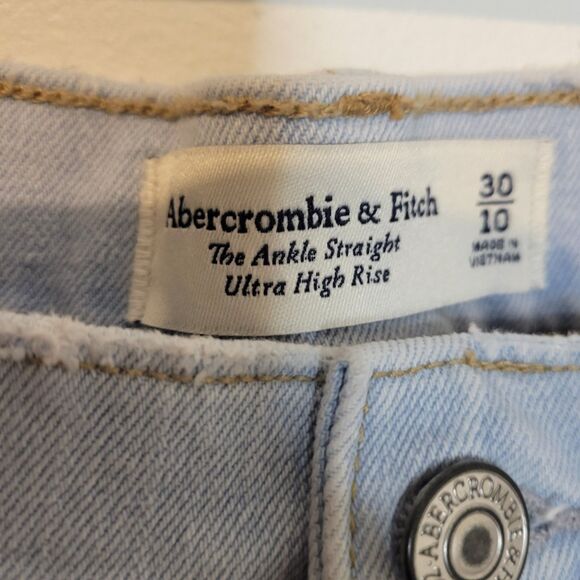 Abercrombie & Fitch
The Ankle Straight
Ultra High Rise
30
10
MADE IN
VIETNAM
ABERCROMBIE &